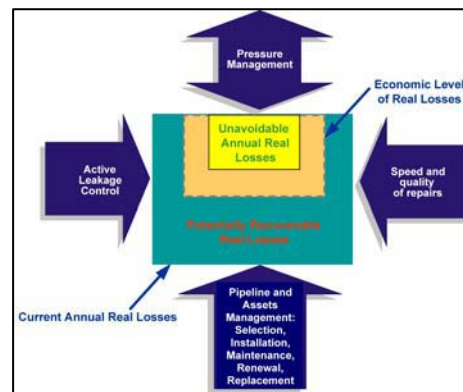 Pressure
Management
Economic Level
of Real Losses
Unavoidable
Annual Real
Losses
Active
Leakage
Control
Speed and
quality
of repairs
Potentially Recoverable
Real Losses
Current Annual Real Losses
Pipeline and
Assets
Management:
Selection,
Installation,
Maintenance,
Renewal,
Replacement